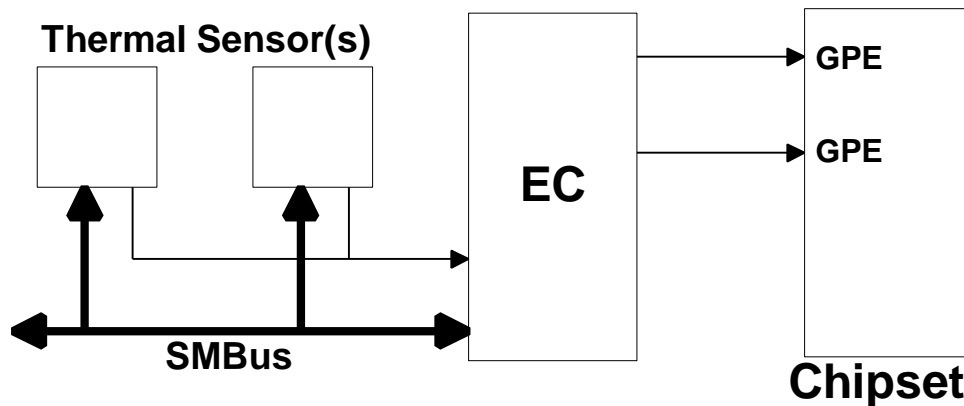 Thermal Sensor(s)
GPE
GPE
EC
SMBus
Chipset